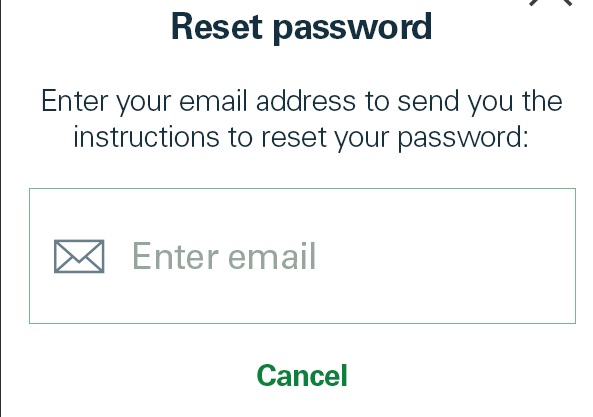 Reset password
Enter your email address to send you the
instructions to reset your password:
Enter email
Cancel